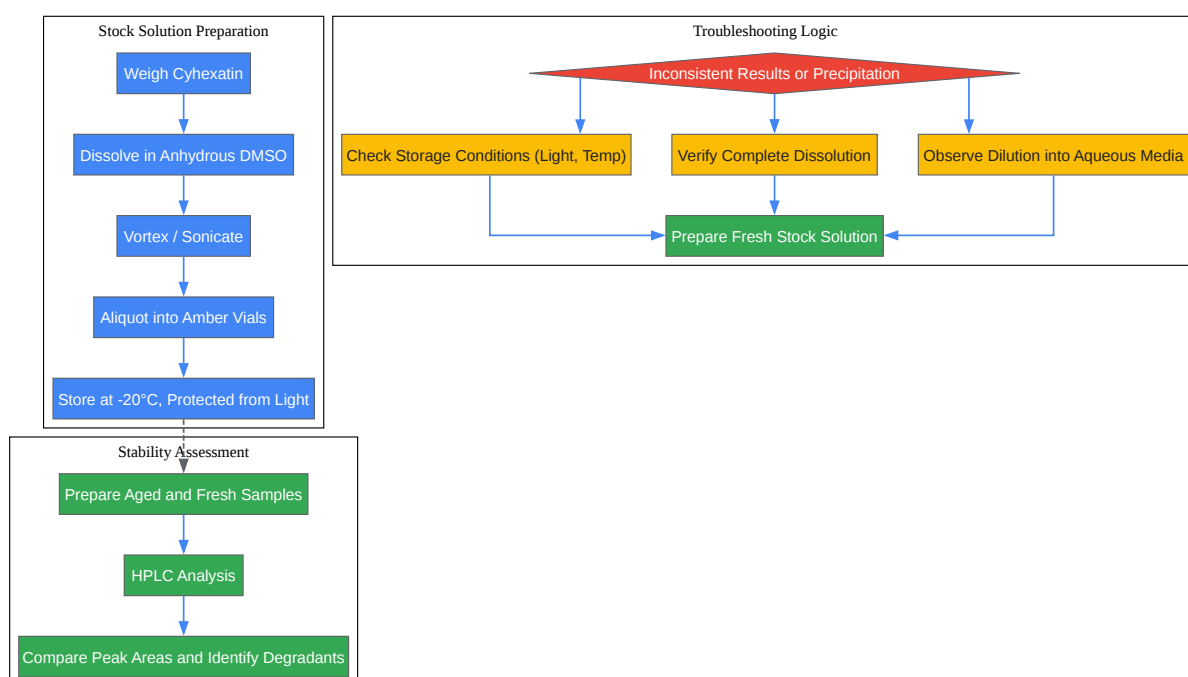 Stock Solution Preparation
Weigh Cyhexatin
Dissolve in Anhydrous DMSO
Vortex / Sonicate
Aliquot into Amber Vials
Store at -20°C, Protected from Light
Stability Assessment
Prepare Aged and Fresh Samples
HPLC Analysis
Compare Peak Areas and Identify Degradants
Troubleshooting Logic
Inconsistent Results or Precipitation
Check Storage Conditions (Light, Temp)
Verify Complete Dissolution
Observe Dilution into Aqueous Media
Prepare Fresh Stock Solution